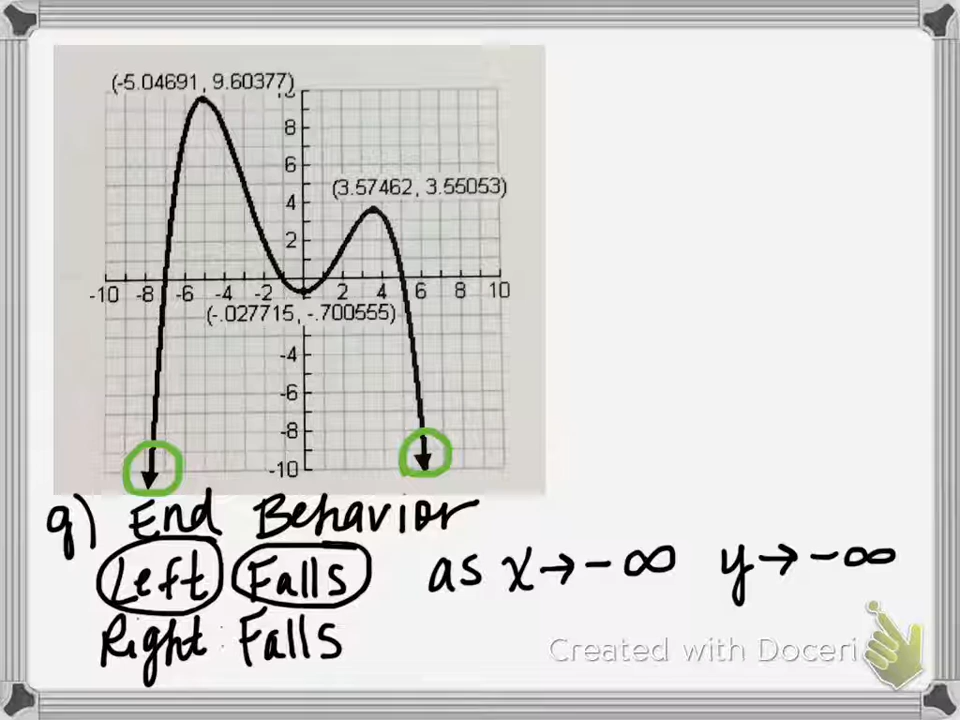 (-5.04691, 9.60377)
8
6
(3.57462, 3.55053)
4
2
-10 -8 -6 -4 -2 2 4 6 8 10
(-.027715, -.700555)
-4
-6
-8
-10
g) End Behavior
Left Falls as x → -∞ y → -∞
Right Falls
Created with Doceri